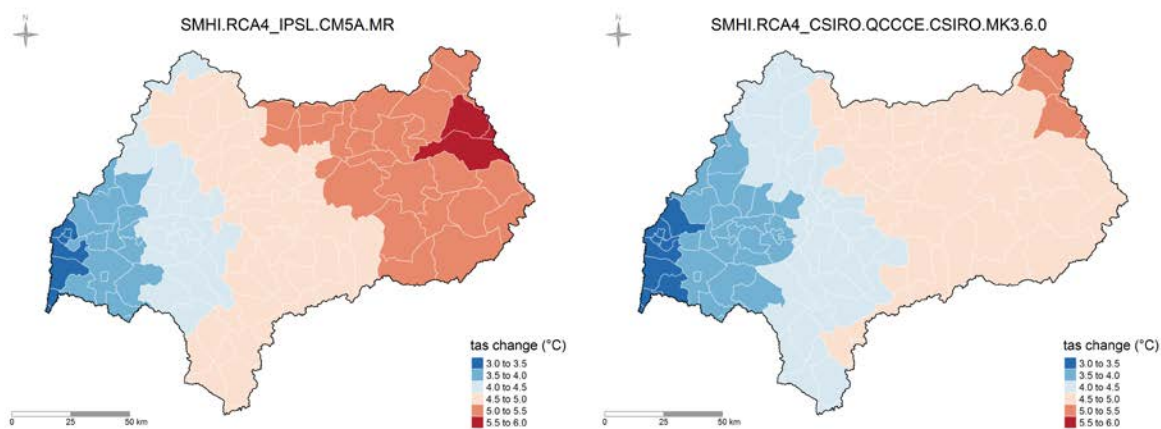 SMHI.RCA4_IPSL.CM5A.MR
N
tas change (°C)
3.0 to 3.5
3.5 to 4.0
4.0 to 4.5
4.5 to 5.0
5.0 to 5.5
5.5 to 6.0
0 25 50 km
SMHI.RCA4_CSIRO.QCCCE.CSIRO.MK3.6.0
N
tas change (°C)
3.0 to 3.5
3.5 to 4.0
4.0 to 4.5
4.5 to 5.0
5.0 to 5.5
5.5 to 6.0
0 25 50 km